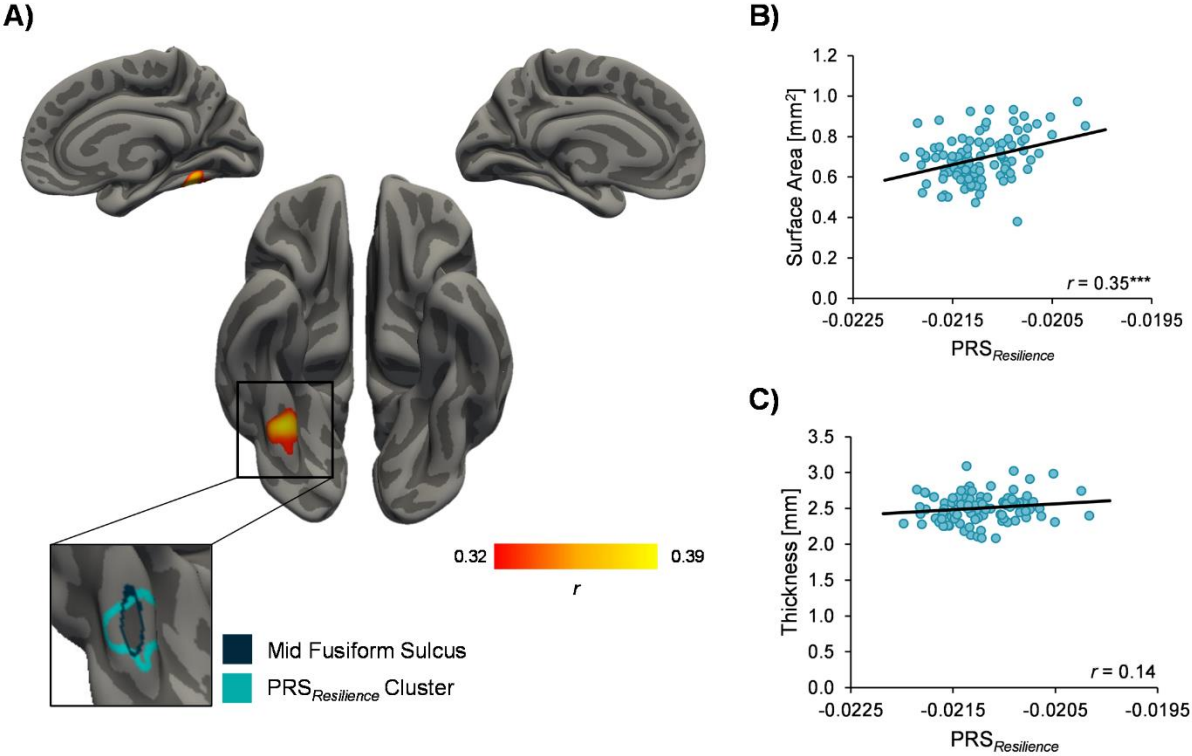 A)
0.32
0.39
r
Mid Fusiform Sulcus
PRSResilience Cluster
B)
Surface Area [mm²]
1.2
1.0
0.8
0.6
0.4
0.2
0.0
r = 0.35***
-0.0225 -0.0215 -0.0205 -0.0195
PRSResilience
C)
Thickness [mm]
3.5
3.0
2.5
2.0
1.5
1.0
0.5
0.0
r = 0.14
-0.0225 -0.0215 -0.0205 -0.0195
PRSResilience